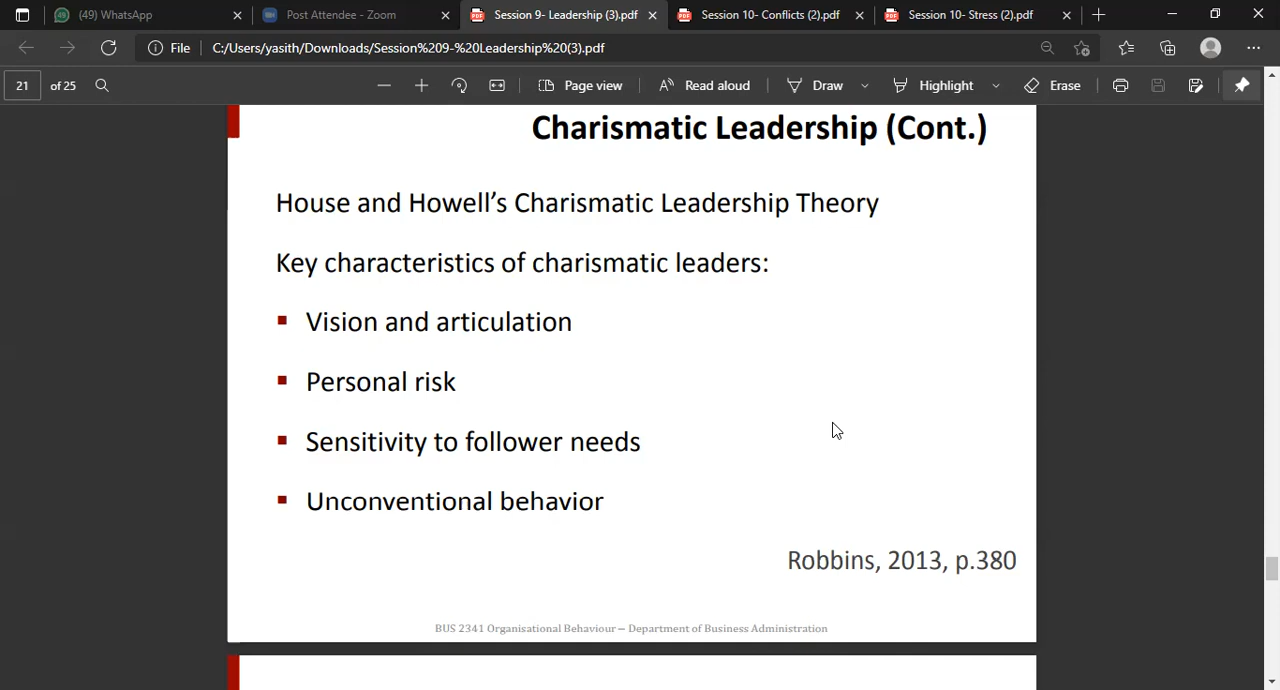 (49) WhatsApp
Post Attendee - Zoom
Session 9- Leadership (3).pdf
Session 10- Conflicts (2).pdf
Session 10- Stress (2).pdf
File
C:/Users/yasith/Downloads/Session%209-%20Leadership%20(3).pdf
21 of 25
Page view
Read aloud
Draw
Highlight
Erase
Charismatic Leadership (Cont.)
House and Howell’s Charismatic Leadership Theory
Key characteristics of charismatic leaders:
▪ Vision and articulation
▪ Personal risk
▪ Sensitivity to follower needs
▪ Unconventional behavior
Robbins, 2013, p.380
BUS 2341 Organisational Behaviour – Department of Business Administration